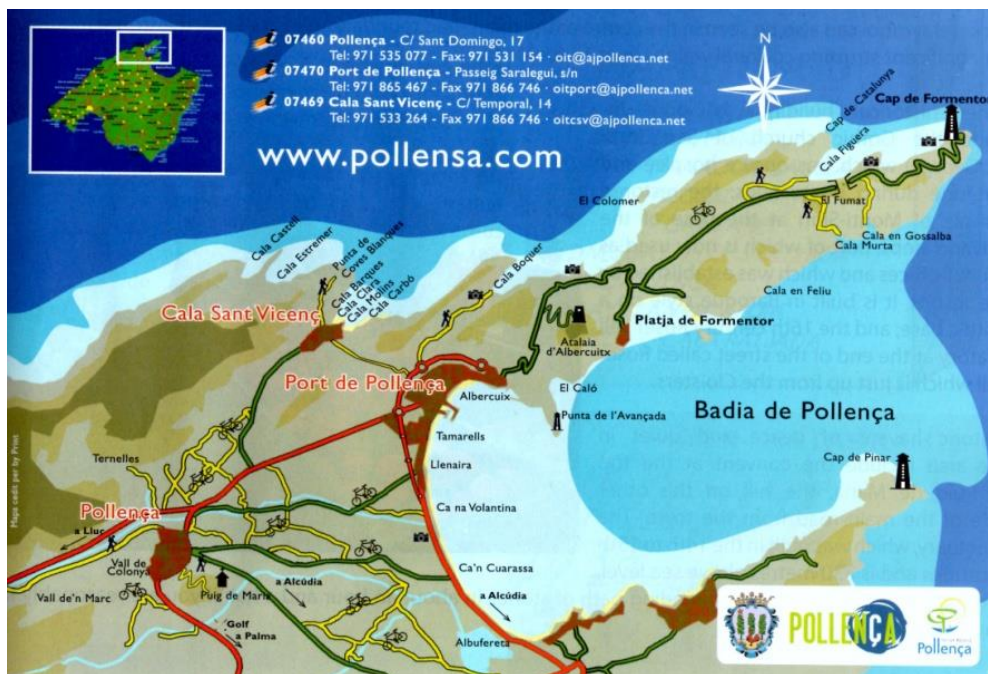 07460 Pollença - C/ Sant Domingo, 17
Tel: 971 535 077 - Fax: 971 531 154 · oit@ajpollenca.net
07470 Port de Pollença - Passeig Saralegui, s/n
Tel: 971 865 467 - Fax 971 866 746 · oitport@ajpollenca.net
07469 Cala Sant Vicenç - C/ Temporal, 14
Tel: 971 533 264 - Fax 971 866 746 · oitcsv@ajpollenca.net
www.pollensa.com
N
Cap de Catalunya
Cap de Formentor
Cala Figuera
El Colomer
El Fumat
Cala en Gossalba
Cala Murta
Cala Castell
Cala Estremer
Punta de
Coves Blanques
Cala Barques
Cala Clara
Cala Molins
Cala Carbó
Cala Boquer
Cala en Feliu
Cala Sant Vicenç
Platja de Formentor
Atalaia
d'Albercuitx
Port de Pollença
Albercuix
El Caló
Punta de l'Avançada
Badia de Pollença
Tamarells
Llenaira
Cap de Pinar
Ternelles
Ca na Volantina
Pollença
a Lluc
Vall de
Colonya
Ca'n Cuarassa
a Alcúdia
a Alcúdia
Vall de'n Marc
Puig de Maria
Golf
a Palma
Albufereta
Mapa cedit per by Print
POLLENÇA
Pollença